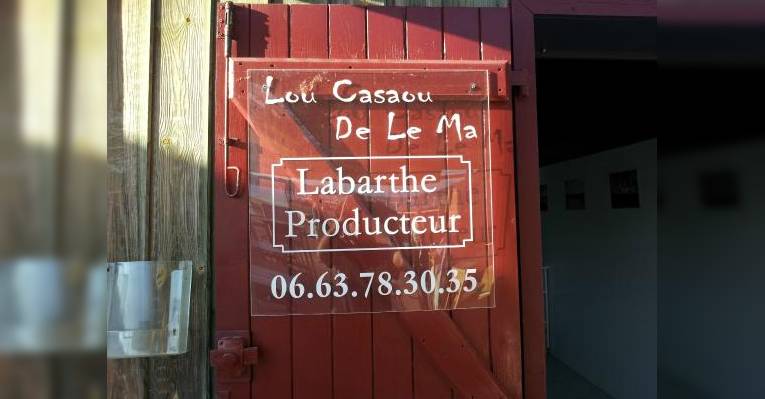 Lou Casaou
De Le Ma
Labarthe
Producteur
06.63.78.30.35